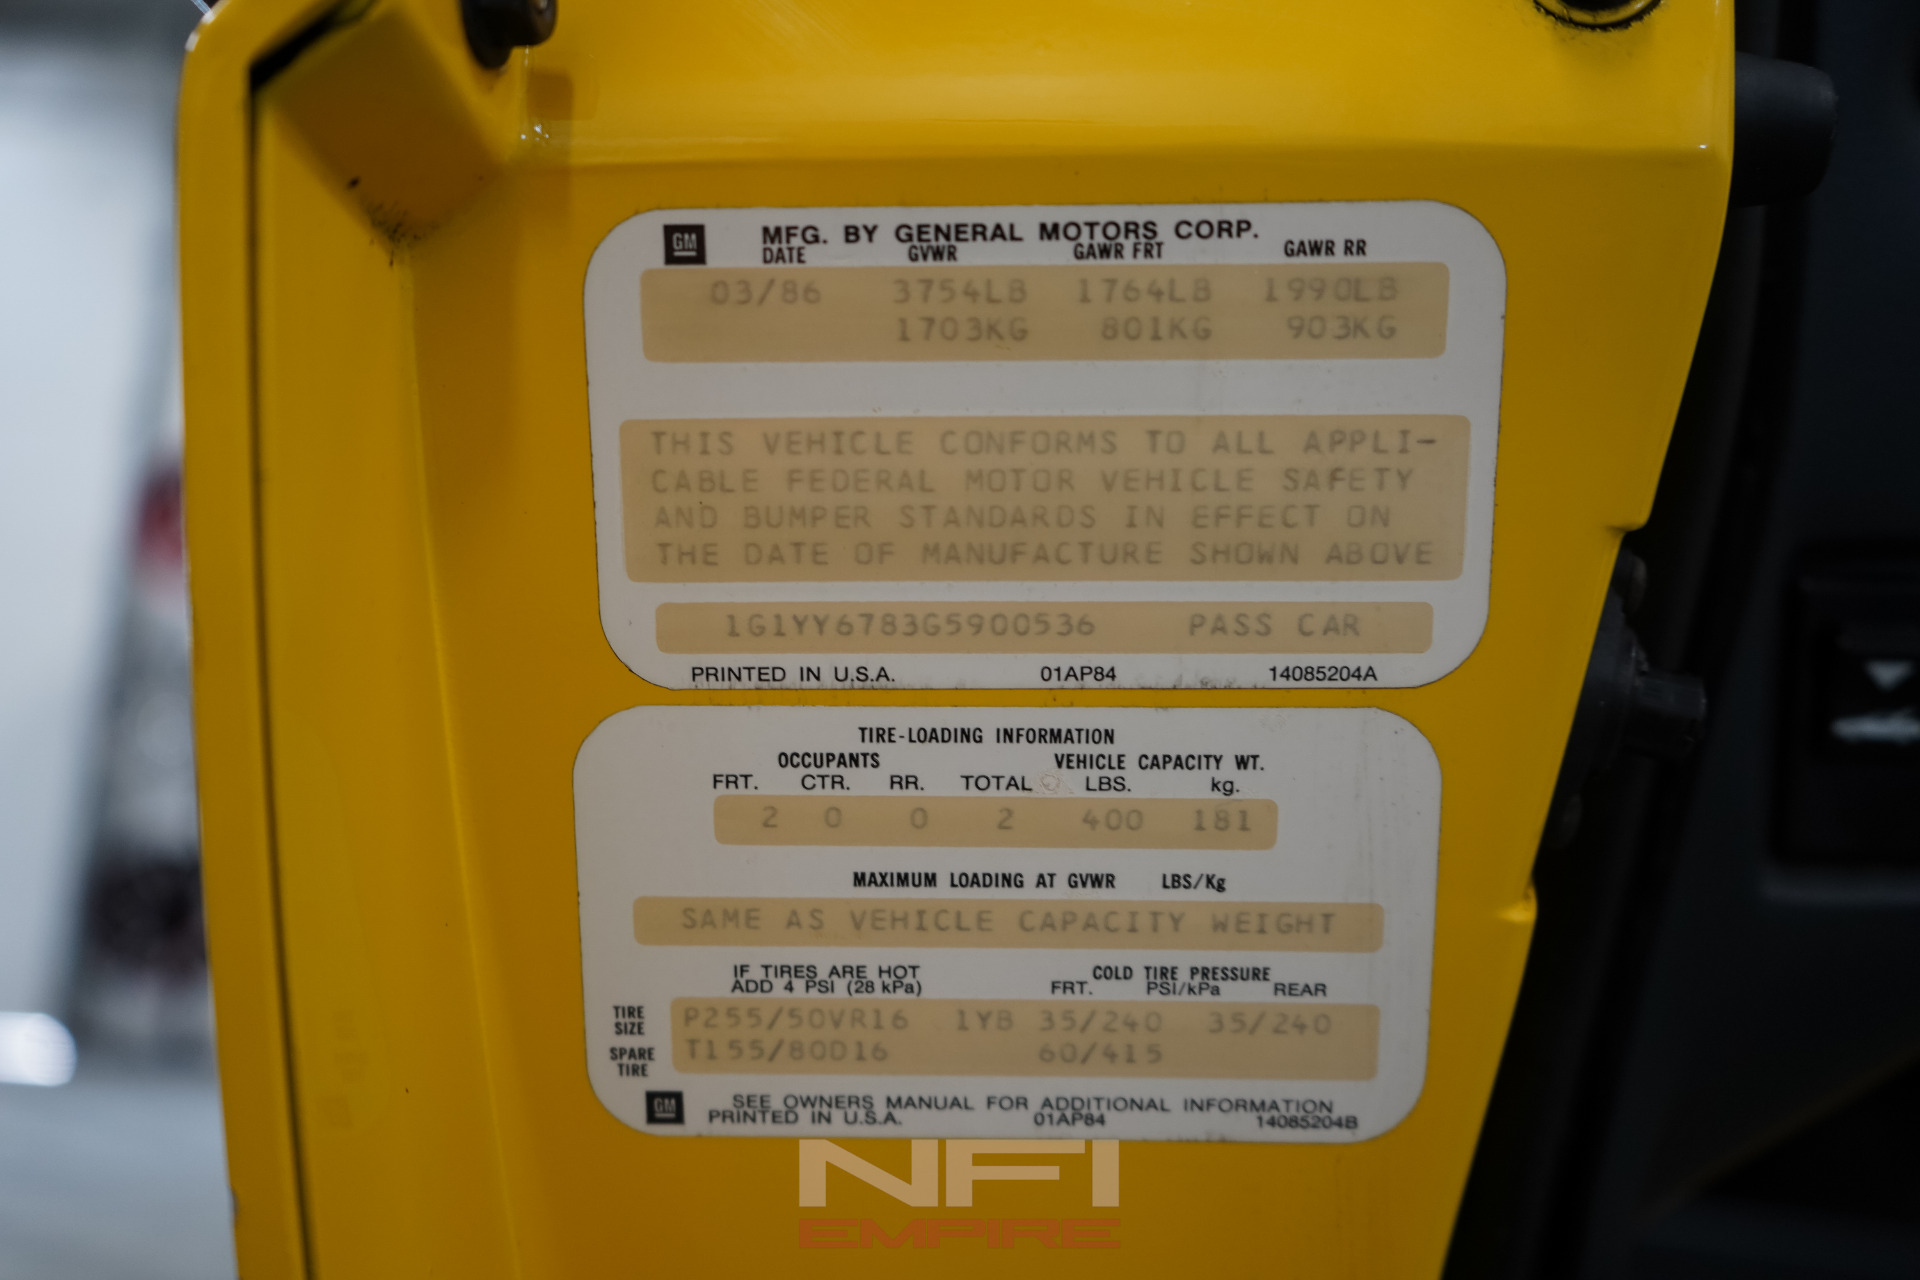 GM MFG. BY GENERAL MOTORS CORP.
DATE GVWR GAWR FRT GAWR RR
03/86 3754LB 1764LB 1990LB
1703KG 801KG 903KG
THIS VEHICLE CONFORMS TO ALL APPLI-
CABLE FEDERAL MOTOR VEHICLE SAFETY
AND BUMPER STANDARDS IN EFFECT ON
THE DATE OF MANUFACTURE SHOWN ABOVE
1G1YY6783G5900536 PASS CAR
PRINTED IN U.S.A. 01AP84 14085204A
TIRE-LOADING INFORMATION
OCCUPANTS VEHICLE CAPACITY WT.
FRT. CTR. RR. TOTAL LBS. kg.
2 0 0 2 400 181
MAXIMUM LOADING AT GVWR LBS/Kg
SAME AS VEHICLE CAPACITY WEIGHT
IF TIRES ARE HOT COLD TIRE PRESSURE
ADD 4 PSI (28 kPa) FRT. PSI/kPa REAR
TIRE SIZE P255/50VR16 1YB 35/240 35/240
SPARE TIRE T155/80D16 60/415
GM SEE OWNERS MANUAL FOR ADDITIONAL INFORMATION
PRINTED IN U.S.A. 01AP84 14085204B
NFI
EMPIRE